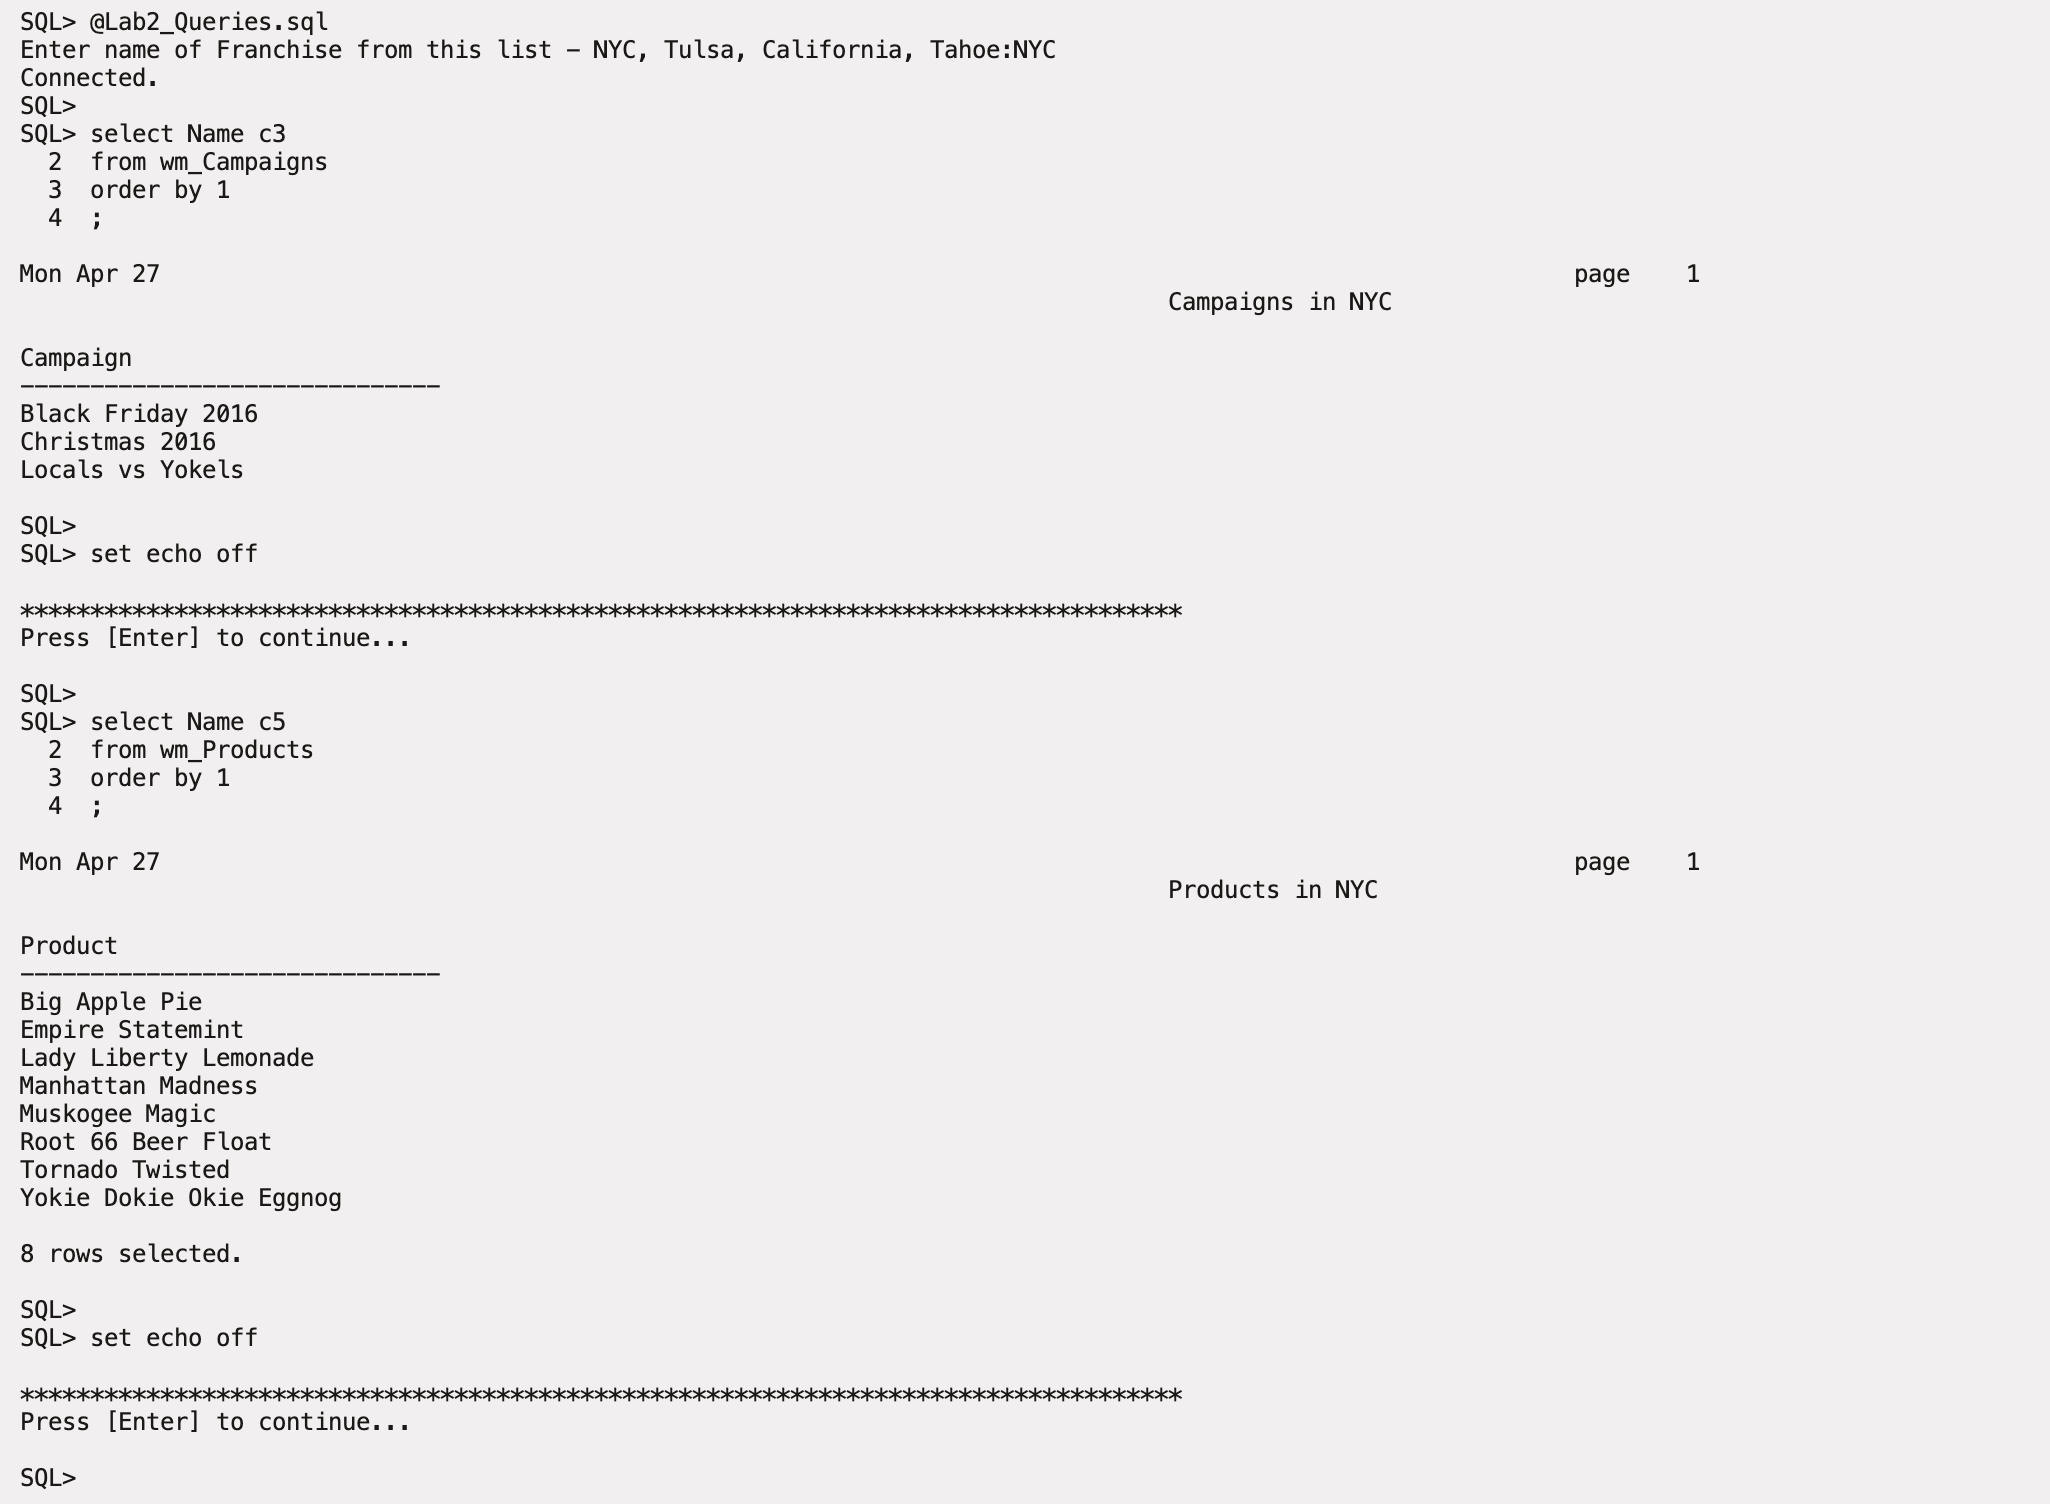 SQL> @Lab2_Queries.sql
Enter name of Franchise from this list – NYC, Tulsa, California, Tahoe:NYC
Connected.
SQL>
SQL> select Name c3
  2  from wm_Campaigns
  3  order by 1
  4  ;
Mon Apr 27                                                                                                     page    1
                                                                                  Campaigns in NYC
Campaign
------------------------------
Black Friday 2016
Christmas 2016
Locals vs Yokels
SQL>
SQL> set echo off
***********************************************************************************
Press [Enter] to continue...
SQL>
SQL> select Name c5
  2  from wm_Products
  3  order by 1
  4  ;
Mon Apr 27                                                                                                     page    1
                                                                                  Products in NYC
Product
------------------------------
Big Apple Pie
Empire Statemint
Lady Liberty Lemonade
Manhattan Madness
Muskogee Magic
Root 66 Beer Float
Tornado Twisted
Yokie Dokie Okie Eggnog
8 rows selected.
SQL>
SQL> set echo off
***********************************************************************************
Press [Enter] to continue...
SQL>